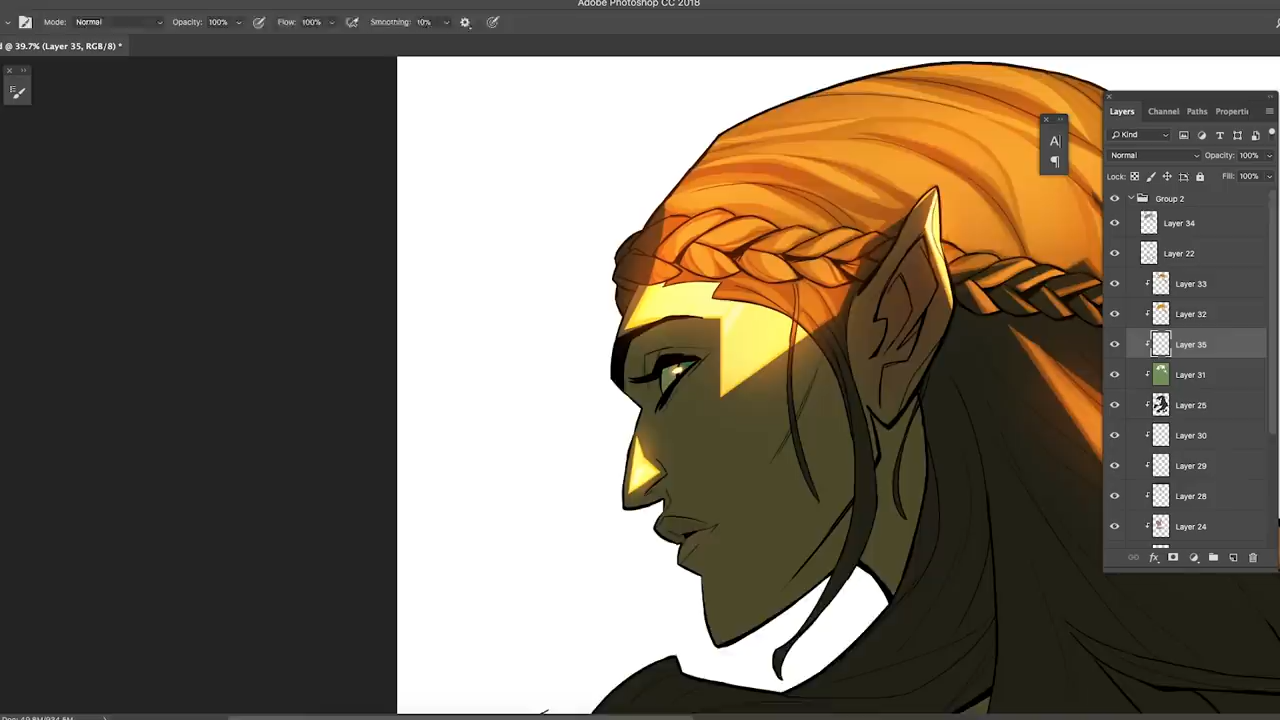 Adobe Photoshop CC 2018
Mode: Normal Opacity: 100% Flow: 100% Smoothing: 10%
@ 39.7% (Layer 35, RGB/8) *
Layers Channel Paths Properti
Kind
Normal Opacity: 100%
Lock: Fill: 100%
Group 2
Layer 34
Layer 22
Layer 33
Layer 32
Layer 35
Layer 31
Layer 25
Layer 30
Layer 29
Layer 28
Layer 24